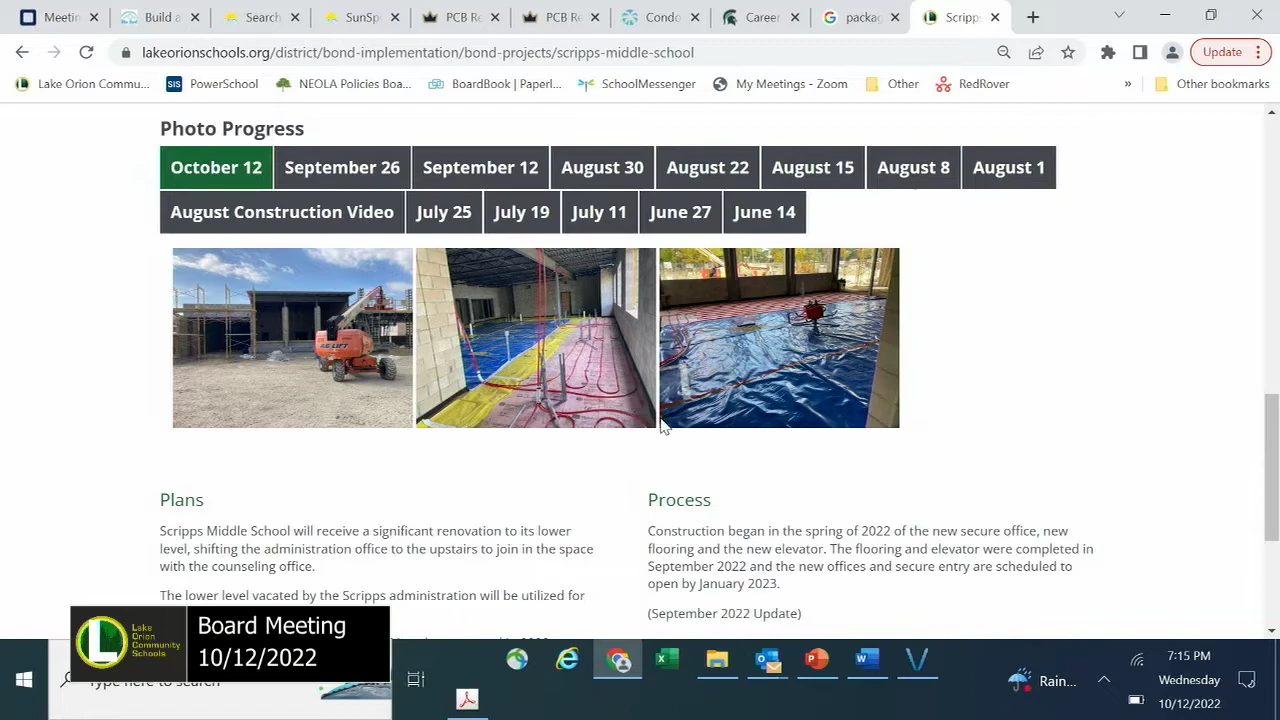 Meetin
Build a
Search
SunSp
PCB Re
PCB Re
Condo
Career
packag
Scripps
lakeorionschools.org/district/bond-implementation/bond-projects/scripps-middle-school
Update
Lake Orion Commu...
SIS
PowerSchool
NEOLA Policies Boa...
BoardBook | Paperl...
SchoolMessenger
My Meetings - Zoom
Other
RedRover
»
Other bookmarks
Photo Progress
October 12
September 26
September 12
August 30
August 22
August 15
August 8
August 1
August Construction Video
July 25
July 19
July 11
June 27
June 14
Plans
Scripps Middle School will receive a significant renovation to its lower
level, shifting the administration office to the upstairs to join in the space
with the counseling office.
The lower level vacated by the Scripps administration will be utilized for
Process
Construction began in the spring of 2022 of the new secure office, new
flooring and the new elevator. The flooring and elevator were completed in
September 2022 and the new offices and secure entry are scheduled to
open by January 2023.
(September 2022 Update)
L
Lake
Orion
Community
Schools
Board Meeting
10/12/2022
Type here to search
Rain...
7:15 PM
Wednesday
10/12/2022